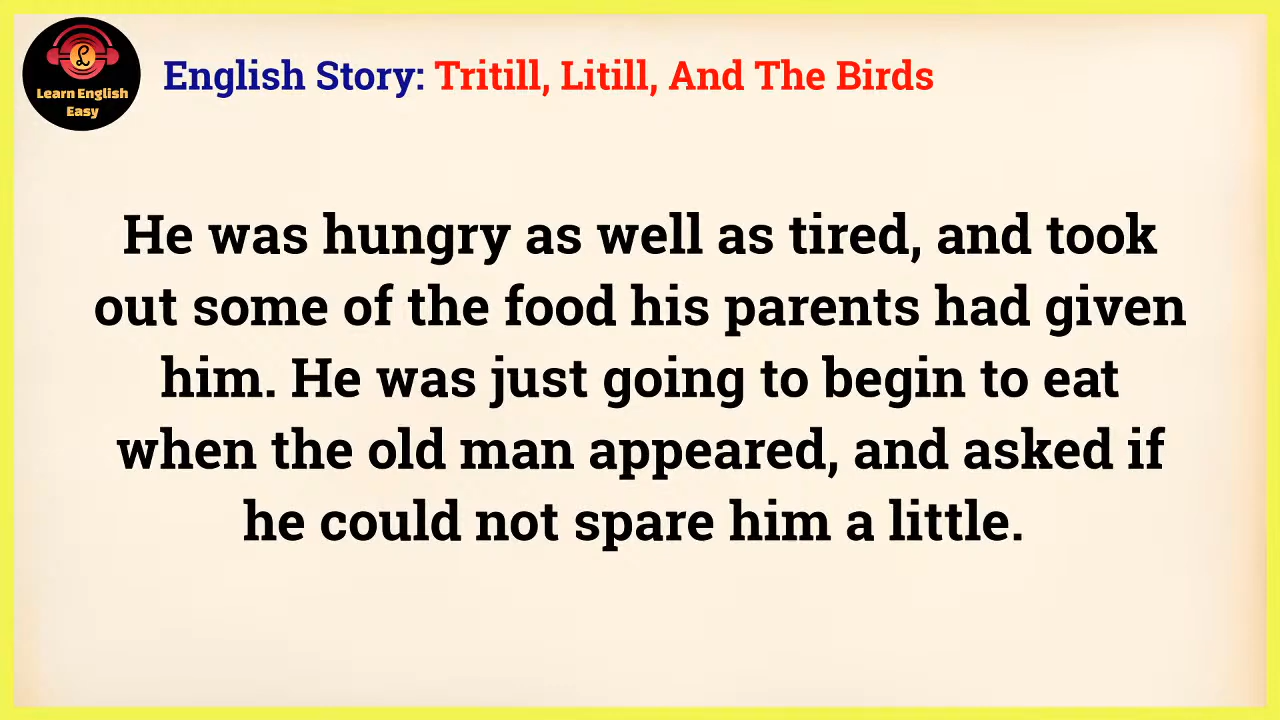 Learn English
Easy
English Story: Tritill, Litill, And The Birds
He was hungry as well as tired, and took
out some of the food his parents had given
him. He was just going to begin to eat
when the old man appeared, and asked if
he could not spare him a little.